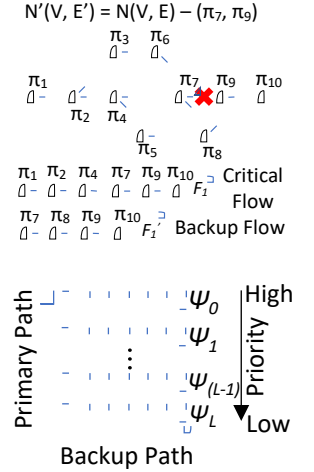 N'(V, E') = N(V, E) – (π₇, π₉)
π₃ π₆
π₁ π₇ π₉ π₁₀
π₂ π₄
π₅ π₈
π₁ π₂ π₄ π₇ π₉ π₁₀ F₁ Critical Flow
π₇ π₈ π₉ π₁₀ F₁′ Backup Flow
Primary Path
Ψ₀
Ψ₁
⋮
Ψ₍L-1₎
Ψ_L
High
Priority
Low
Backup Path